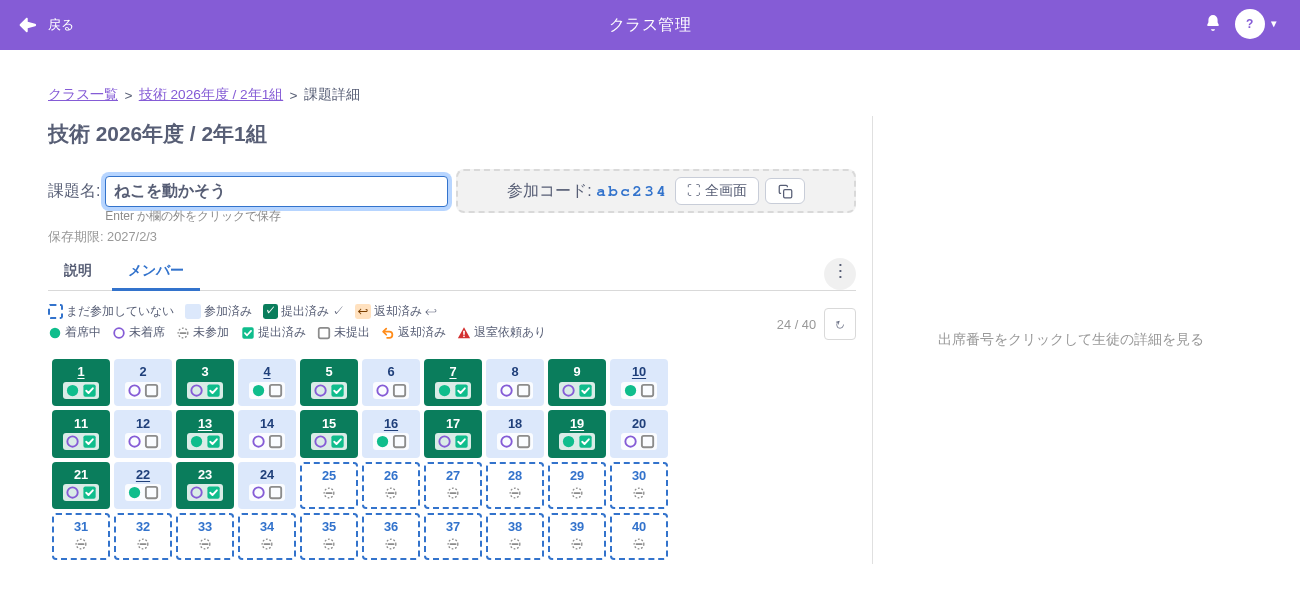 戻る
クラス管理
?
▼
クラス一覧 > 技術 2026年度 / 2年1組 > 課題詳細
技術 2026年度 / 2年1組
課題名: ねこを動かそう
参加コード: abc234 全画面
Enter か欄の外をクリックで保存
保存期限: 2027/2/3
説明 メンバー
まだ参加していない 参加済み 提出済み ✓ 返却済み ↩
着席中 未着席 未参加 提出済み 未提出 返却済み 退室依頼あり
24 / 40
出席番号をクリックして生徒の詳細を見る
1 2 3 4 5 6 7 8 9 10
11 12 13 14 15 16 17 18 19 20
21 22 23 24 25 26 27 28 29 30
31 32 33 34 35 36 37 38 39 40